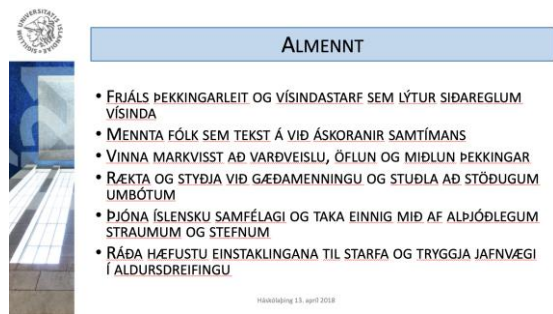 ALMENNT
• FRJÁLS ÞEKKINGARLEIT OG VÍSINDASTARF SEM LÝTUR SIÐAREGLUM
VÍSINDA
• MENNTA FÓLK SEM TEKST Á VIÐ ÁSKORANIR SAMTÍMANS
• VINNA MARKVISST AÐ VARÐVEISLU, ÖFLUN OG MIÐLUN ÞEKKINGAR
• RÆKTA OG STYÐJA VIÐ GÆÐAMENNINGU OG STUÐLA AÐ STÖÐUGUM
UMBÓTUM
• ÞJÓNA ÍSLENSKU SAMFÉLAGI OG TAKA EINNIG MIÐ AF ALÞJÓÐLEGUM
STRAUMUM OG STEFNUM
• RÁÐA HÆFUSTU EINSTAKLINGANA TIL STARFA OG TRYGGJA JAFNVÆGI
Í ALDURSDREIFINGU
Háskólaþing 13. apríl 2018